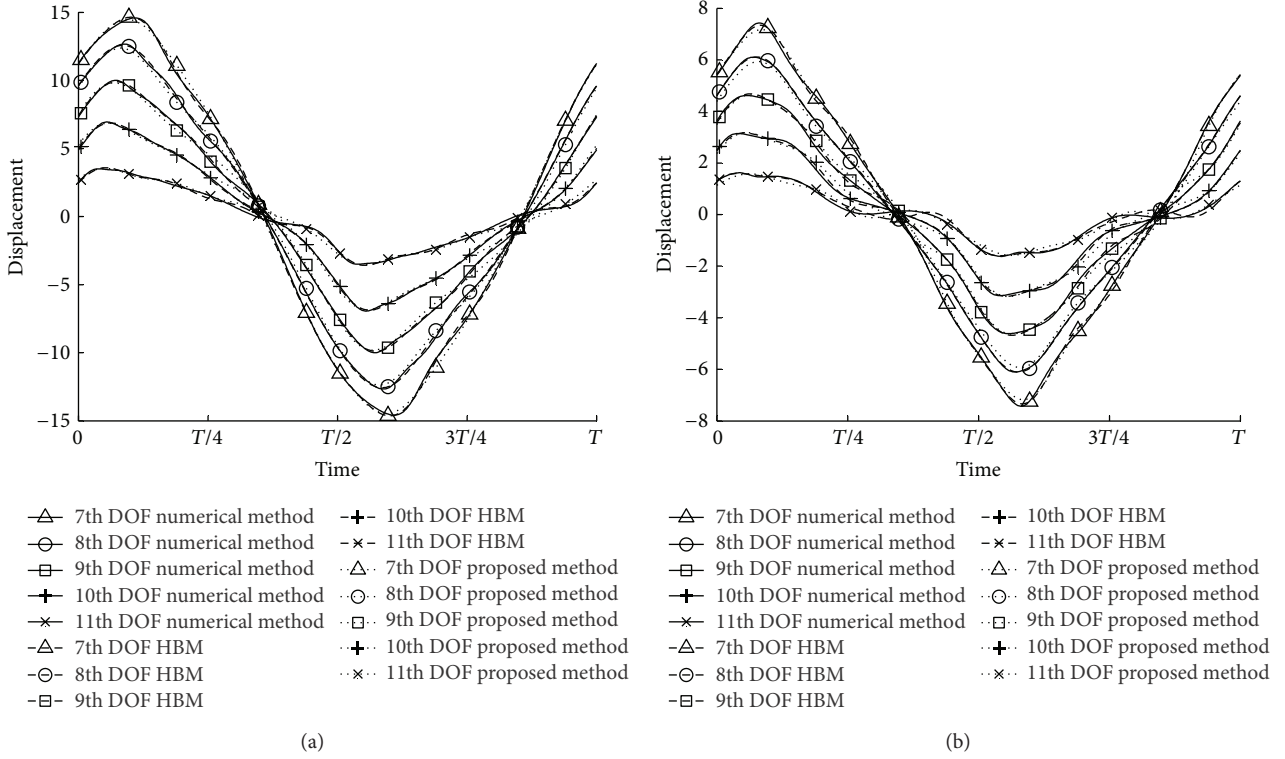 15
10
5
0
−5
−10
−15
Displacement
0
T/4
T/2
3T/4
T
Time
7th DOF numerical method
8th DOF numerical method
9th DOF numerical method
10th DOF numerical method
11th DOF numerical method
7th DOF HBM
8th DOF HBM
9th DOF HBM
10th DOF HBM
11th DOF HBM
7th DOF proposed method
8th DOF proposed method
9th DOF proposed method
10th DOF proposed method
11th DOF proposed method
(a)
8
6
4
2
0
−2
−4
−6
−8
Displacement
0
T/4
T/2
3T/4
T
Time
7th DOF numerical method
8th DOF numerical method
9th DOF numerical method
10th DOF numerical method
11th DOF numerical method
7th DOF HBM
8th DOF HBM
9th DOF HBM
10th DOF HBM
11th DOF HBM
7th DOF proposed method
8th DOF proposed method
9th DOF proposed method
10th DOF proposed method
11th DOF proposed method
(b)